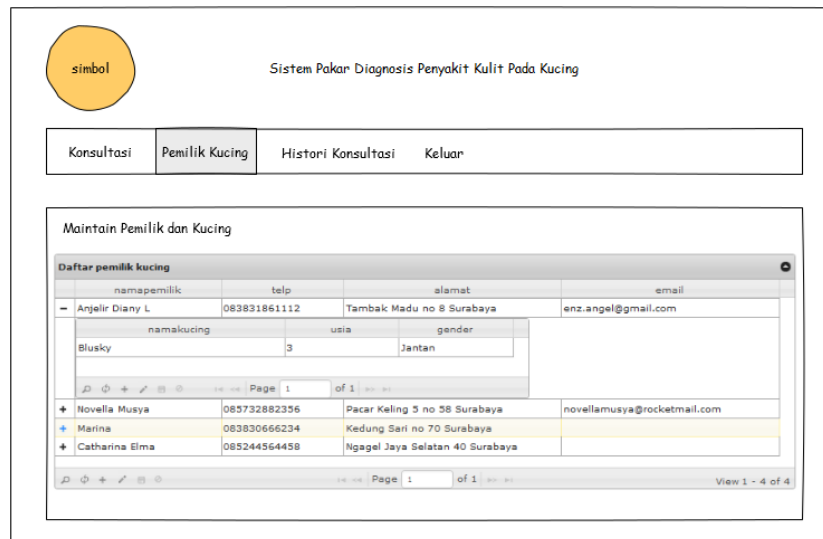 simbol
Sistem Pakar Diagnosis Penyakit Kulit Pada Kucing
Konsultasi Pemilik Kucing Histori Konsultasi Keluar
Maintain Pemilik dan Kucing
Daftar pemilik kucing
namapemilik telp alamat email
− Anjelir Diany L 083831861112 Tambak Madu no 8 Surabaya enz.angel@gmail.com
namakucing usia gender
Blusky 3 Jantan
Page 1 of 1
+ Novella Musya 085732882356 Pacar Keling 5 no 58 Surabaya novellamusya@rocketmail.com
+ Marina 083830666234 Kedung Sari no 70 Surabaya
+ Catharina Elma 085244564458 Ngagel Jaya Selatan 40 Surabaya
Page 1 of 1 View 1 - 4 of 4